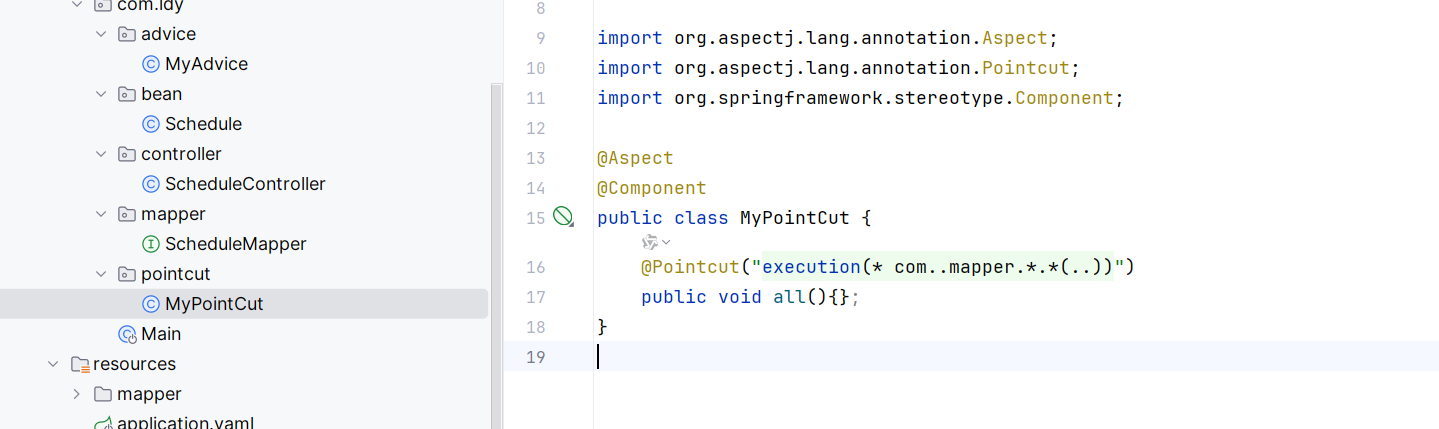 com.ldy
advice
MyAdvice
bean
Schedule
controller
ScheduleController
mapper
ScheduleMapper
pointcut
MyPointCut
Main
resources
mapper
application.yaml
8
9 import org.aspectj.lang.annotation.Aspect;
10 import org.aspectj.lang.annotation.Pointcut;
11 import org.springframework.stereotype.Component;
12
13 @Aspect
14 @Component
15 public class MyPointCut {
16 @Pointcut("execution(* com..mapper.*.*(..))")
17 public void all(){};
18 }
19